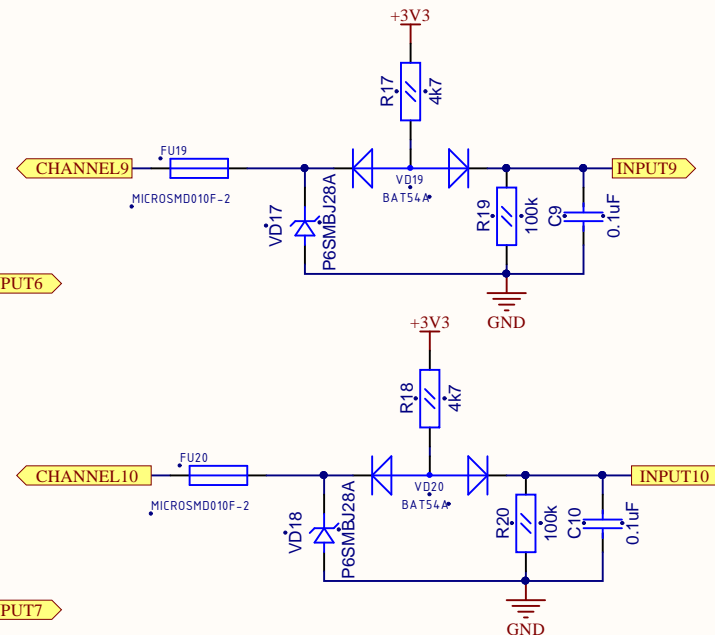 +3V3
R17
4k7
FU19
CHANNEL9
INPUT9
MICROSMD010F-2
VD19
BAT54A
VD17
P6SMBJ28A
R19
100k
C9
0.1uF
PUT6
GND
+3V3
R18
4k7
FU20
CHANNEL10
INPUT10
MICROSMD010F-2
VD20
BAT54A
VD18
P6SMBJ28A
R20
100k
C10
0.1uF
PUT7
GND